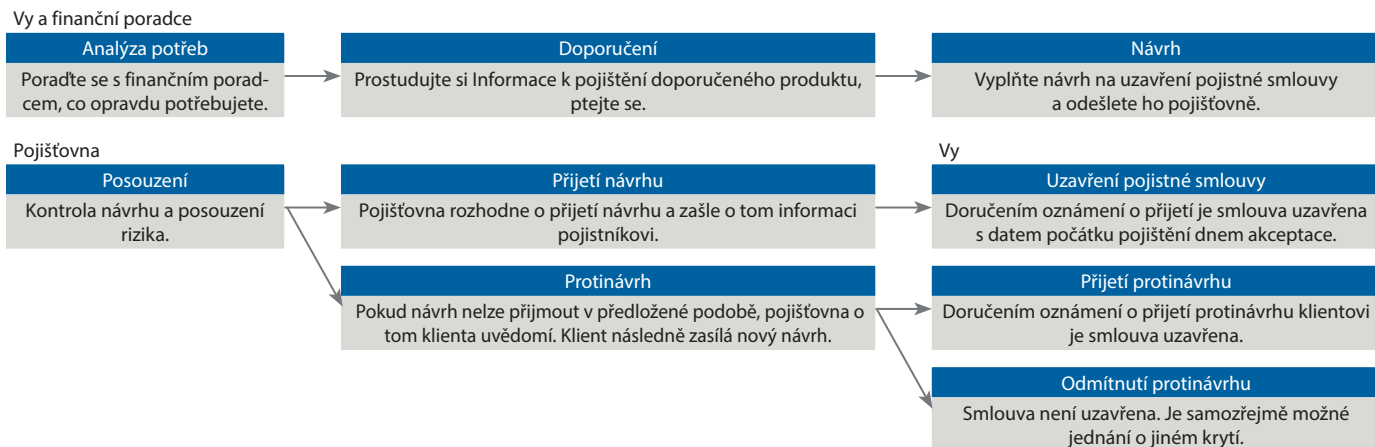 Vy a finanční poradce
Analýza potřeb
Poraďte se s finančním porad-
cem, co opravdu potřebujete.
Doporučení
Prostudujte si Informace k pojištění doporučeného produktu,
ptejte se.
Návrh
Vyplňte návrh na uzavření pojistné smlouvy
a odešlete ho pojišťovně.
Pojišťovna
Vy
Posouzení
Kontrola návrhu a posouzení
rizika.
Přijetí návrhu
Pojišťovna rozhodne o přijetí návrhu a zašle o tom informaci
pojistníkovi.
Uzavření pojistné smlouvy
Doručením oznámení o přijetí je smlouva uzavřena
s datem počátku pojištění dnem akceptace.
Protinávrh
Pokud návrh nelze přijmout v předložené podobě, pojišťovna o
tom klienta uvědomí. Klient následně zasílá nový návrh.
Přijetí protinávrhu
Doručením oznámení o přijetí protinávrhu klientovi
je smlouva uzavřena.
Odmítnutí protinávrhu
Smlouva není uzavřena. Je samozřejmě možné
jednání o jiném krytí.